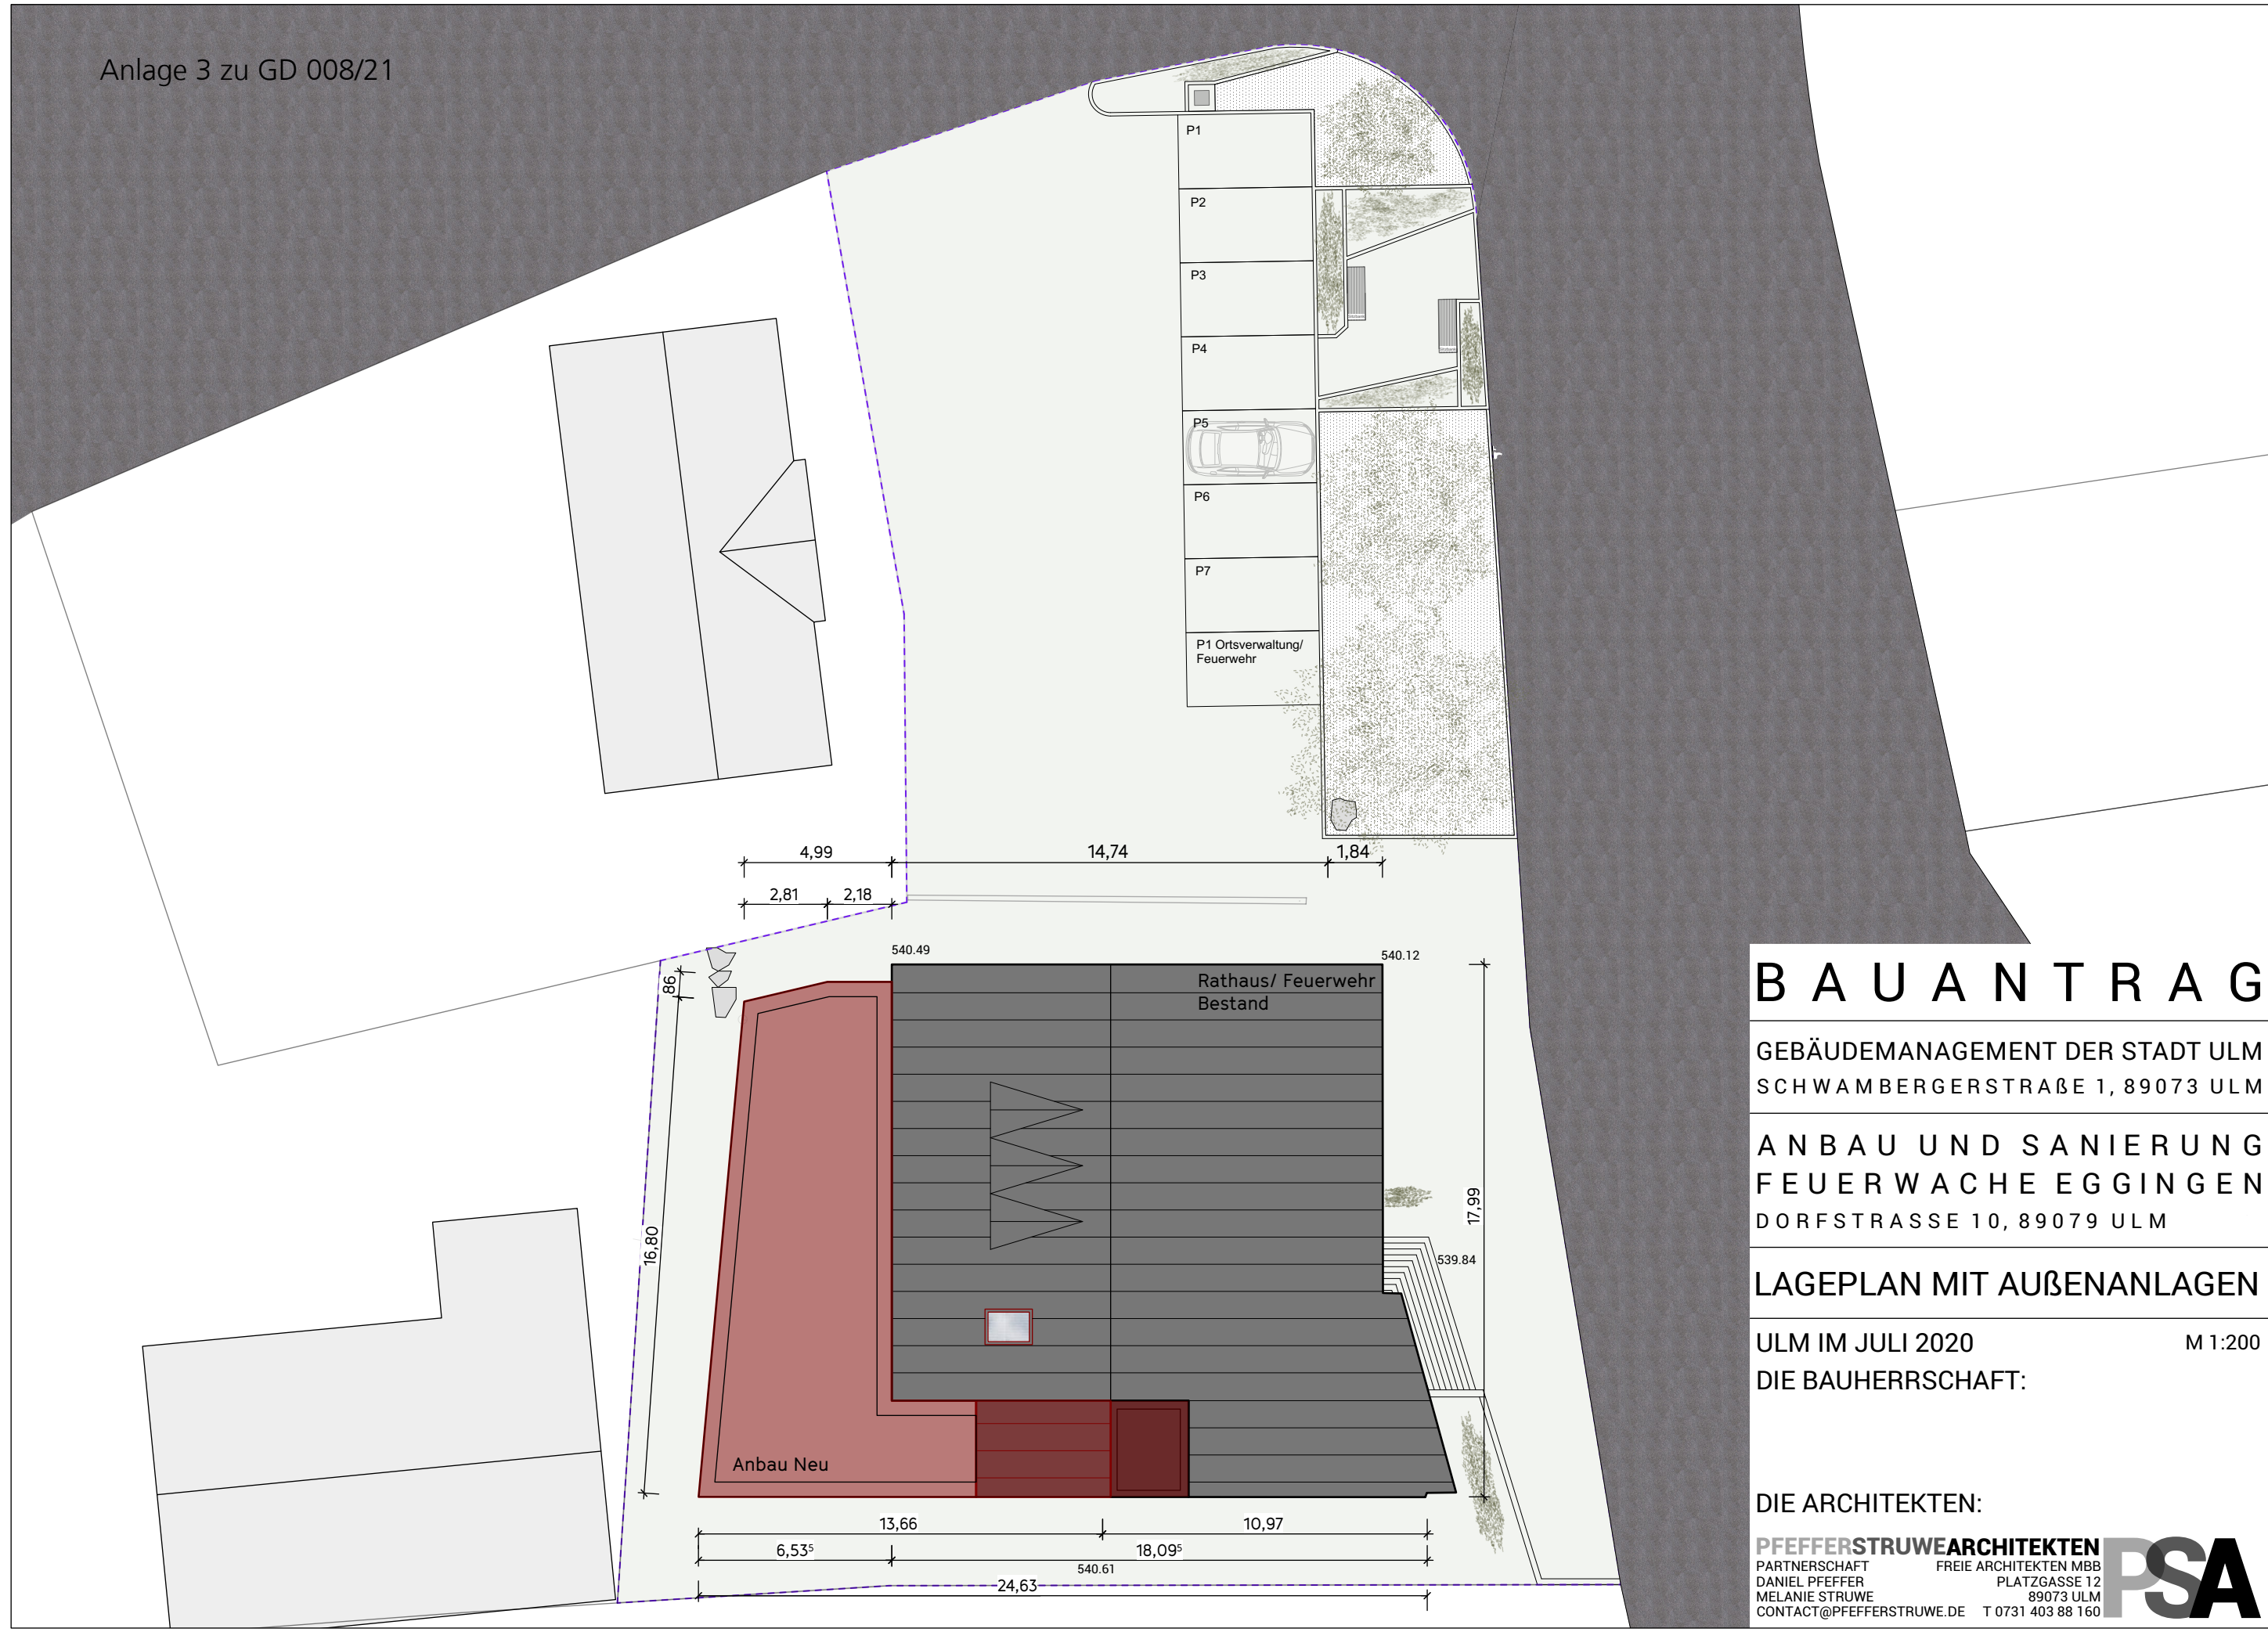 Anlage 3 zu GD 008/21
P1
P2
P3
P4
P5
P6
P7
P1 Ortsverwaltung/
Feuerwehr
4,99
14,74
1,84
2,81
2,18
540.49
540.12
Rathaus/ Feuerwehr
Bestand
86
16,80
17,99
539.84
Anbau Neu
13,66
10,97
6,53⁵
18,09⁵
540.61
24,63
BAUANTRAG
GEBÄUDEMANAGEMENT DER STADT ULM
SCHWAMBERGERSTRAßE 1, 89073 ULM
ANBAU UND SANIERUNG
FEUERWACHE EGGINGEN
DORFSTRASSE 10, 89079 ULM
LAGEPLAN MIT AUßENANLAGEN
ULM IM JULI 2020 M 1:200
DIE BAUHERRSCHAFT:
DIE ARCHITEKTEN:
PFEFFERSTRUWEARCHITEKTEN
PARTNERSCHAFT FREIE ARCHITEKTEN MBB
DANIEL PFEFFER PLATZGASSE 12
MELANIE STRUWE 89073 ULM
CONTACT@PFEFFERSTRUWE.DE T 0731 403 88 160
PSA